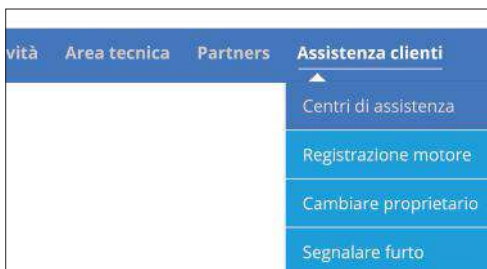 vità Area tecnica Partners Assistenza clienti
Centri di assistenza
Registrazione motore
Cambiare proprietario
Segnalare furto